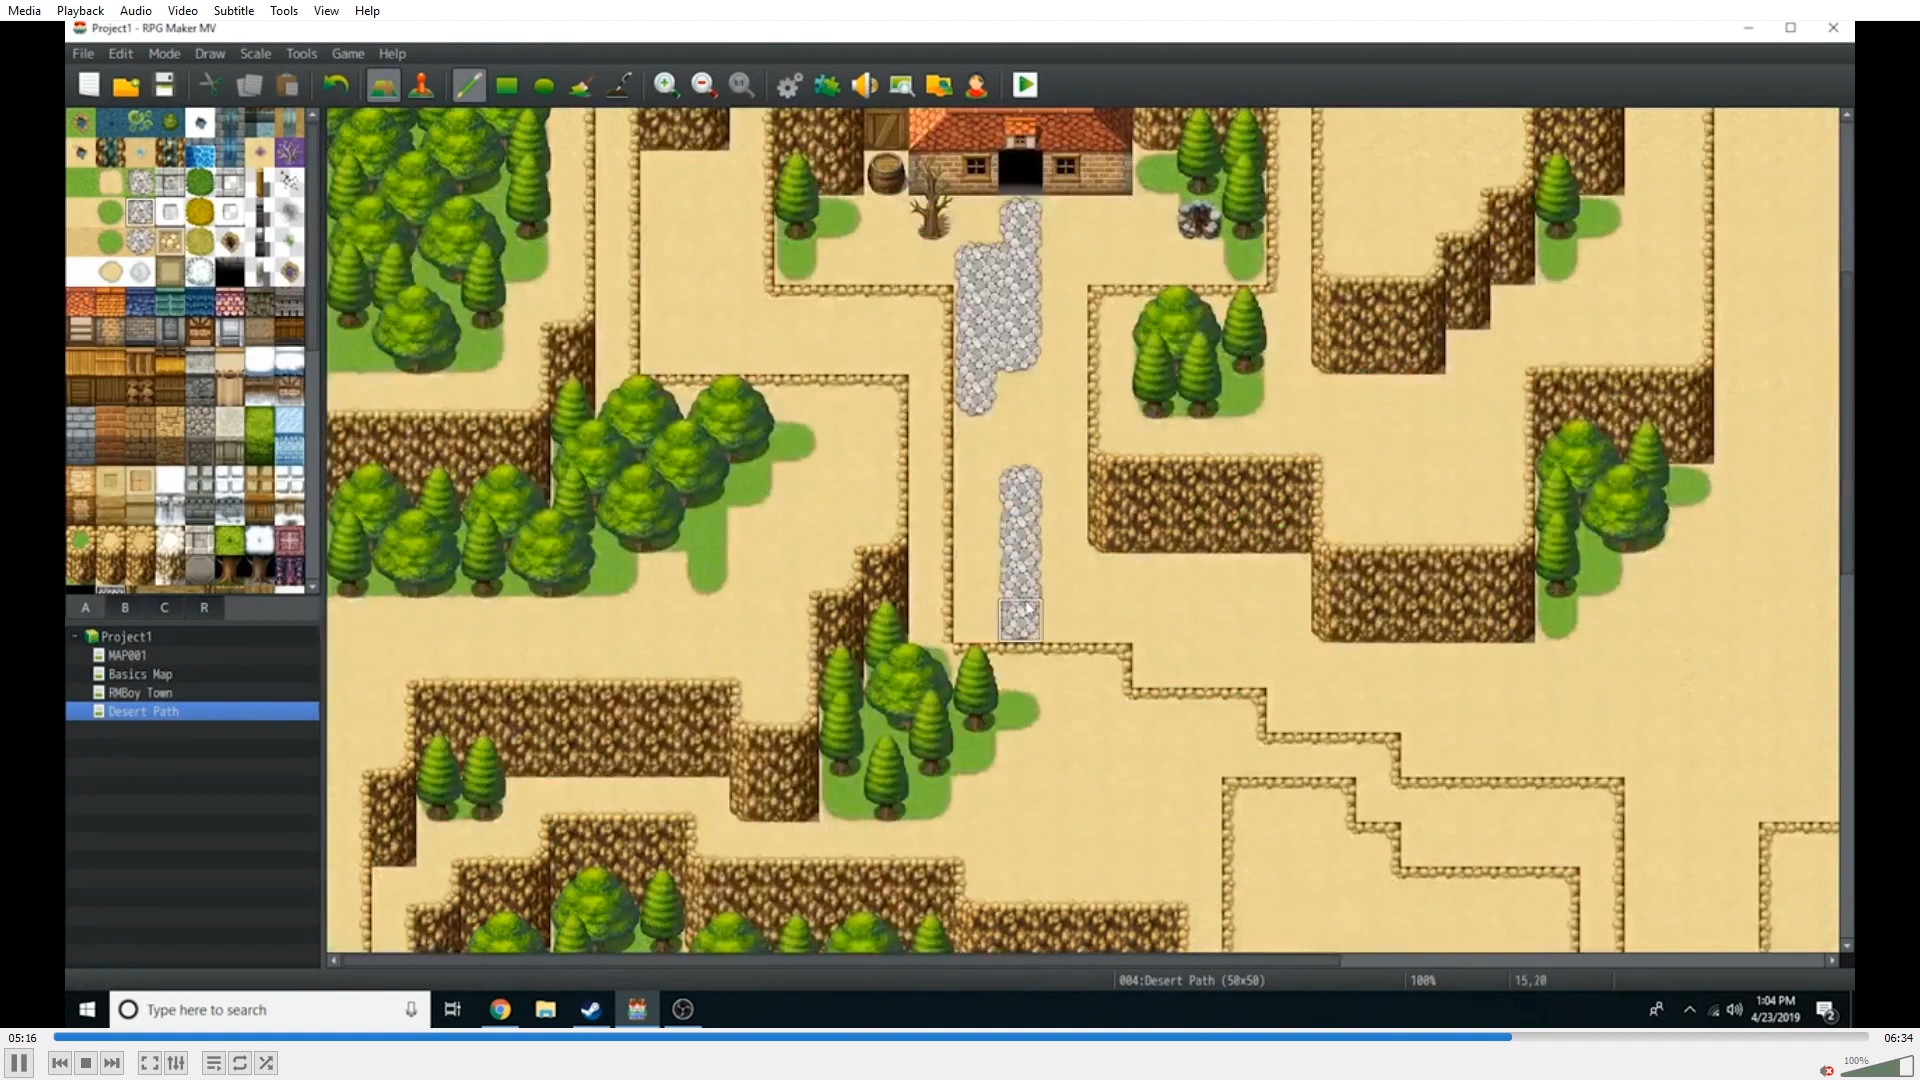 Media Playback Audio Video Subtitle Tools View Help
Project1 - RPG Maker MV
File Edit Mode Draw Scale Tools Game Help
A B C R
Project1
MAP001
Basics Map
RMBoy Town
Desert Path
004:Desert Path (50x50) 100% 15,20
Type here to search
1:04 PM
4/23/2019
2
05:16
06:34
100%